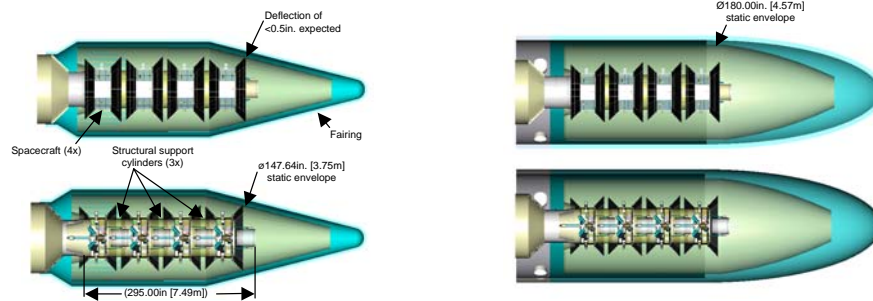 Deflection of
<0.5in. expected
Ø180.00in. [4.57m]
static envelope
Fairing
Spacecraft (4x)
Structural support
cylinders (3x)
ø147.64in. [3.75m]
static envelope
(295.00in [7.49m])